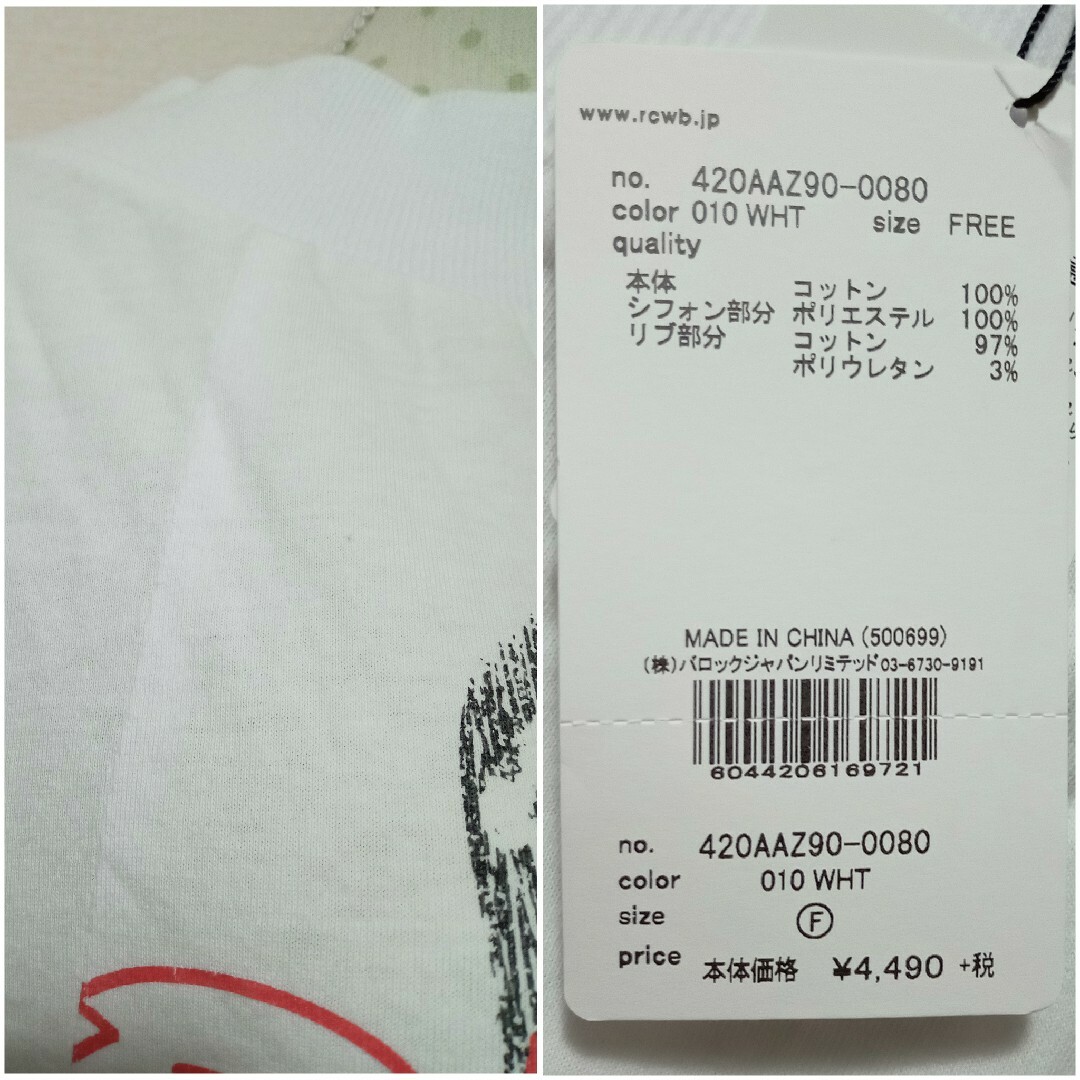 www.rcwb.jp
no. 420AAZ90-0080
color 010 WHT size FREE
quality
本体 コットン 100%
シフォン部分 ポリエステル 100%
リブ部分 コットン 97%
ポリウレタン 3%
MADE IN CHINA (500699)
(株)バロックジャパンリミテッド 03-6730-9191
6044206169721
no. 420AAZ90-0080
color 010 WHT
size F
price 本体価格 ¥4,490 +税